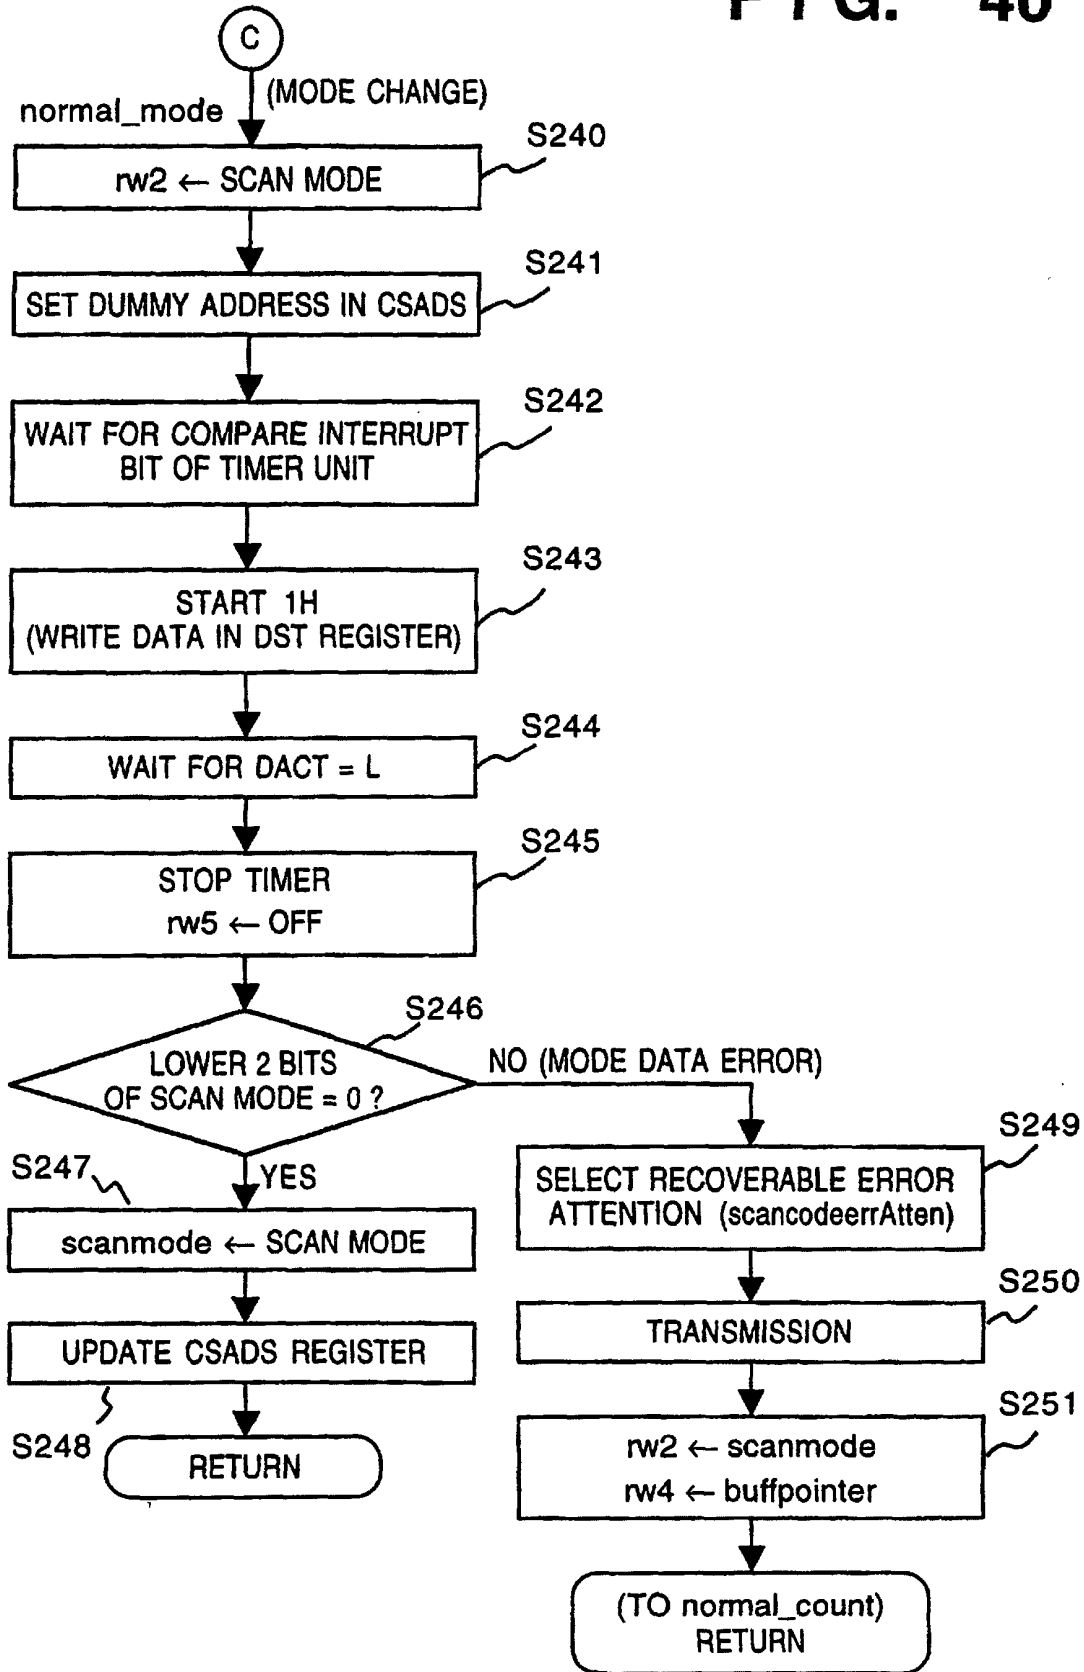 FIG. 40
C
(MODE CHANGE)
normal_mode
S240
rw2 ← SCAN MODE
S241
SET DUMMY ADDRESS IN CSADS
S242
WAIT FOR COMPARE INTERRUPT
BIT OF TIMER UNIT
S243
START 1H
(WRITE DATA IN DST REGISTER)
S244
WAIT FOR DACT = L
S245
STOP TIMER
rw5 ← OFF
S246
LOWER 2 BITS
OF SCAN MODE = 0 ?
NO (MODE DATA ERROR)
YES
S247
scanmode ← SCAN MODE
UPDATE CSADS REGISTER
S248
RETURN
S249
SELECT RECOVERABLE ERROR
ATTENTION (scancodeerrAtten)
S250
TRANSMISSION
S251
rw2 ← scanmode
rw4 ← buffpointer
(TO normal_count)
RETURN